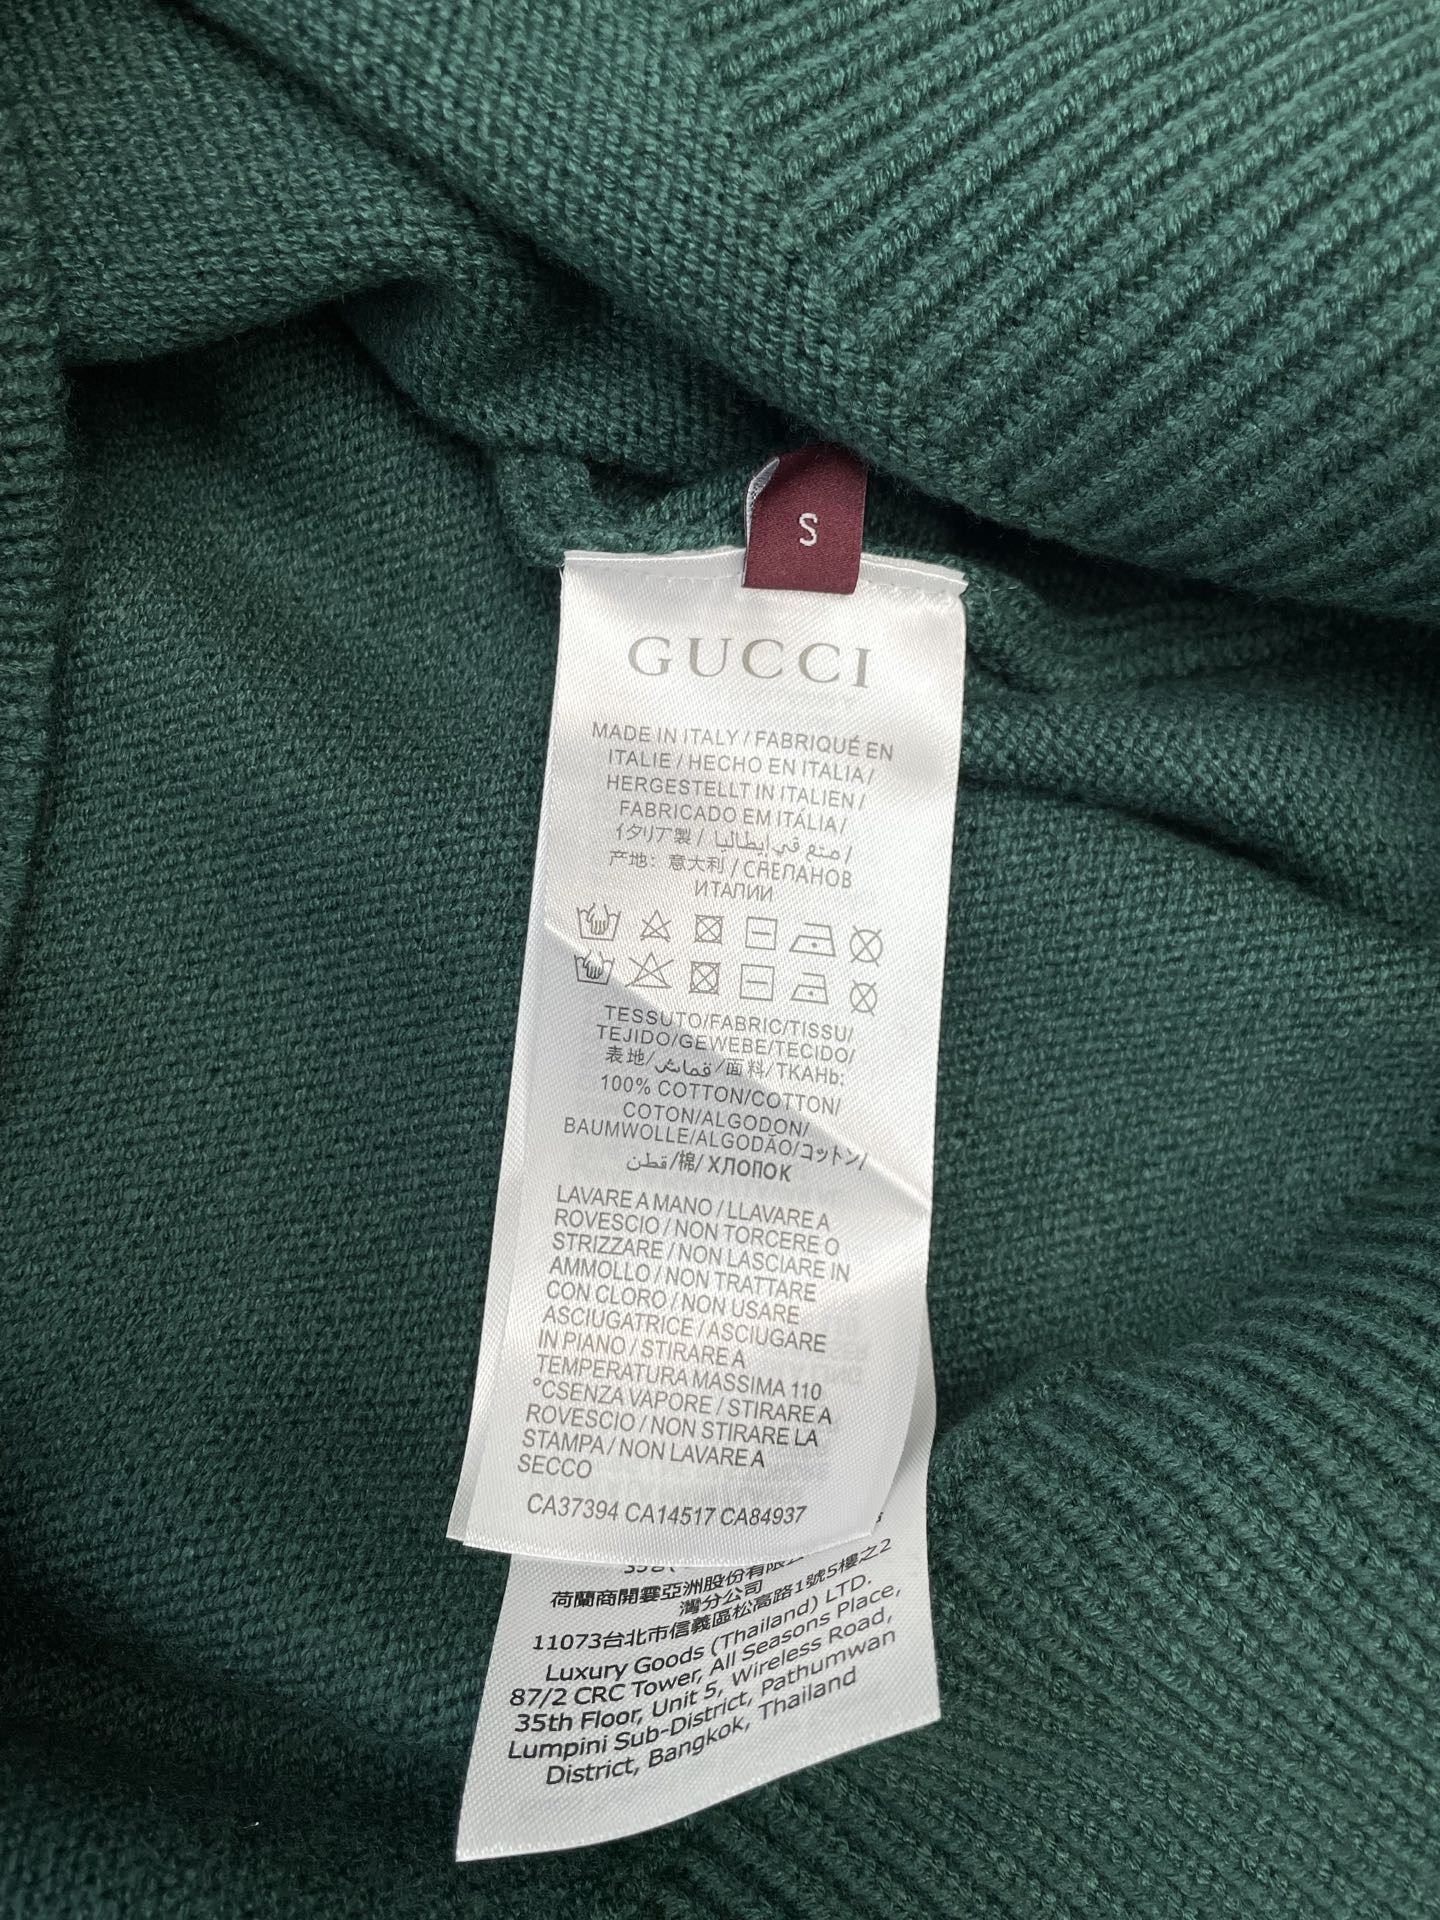 S
GUCCI
MADE IN ITALY / FABRIQUÉ EN
ITALIE / HECHO EN ITALIA /
HERGESTELLT IN ITALIEN /
FABRICADO EM ITÁLIA /
イタリア製 / صنع في إيطاليا /
产地：意大利 / СДЕЛАНОВ
ИТАЛИИ
TESSUTO/FABRIC/TISSU/
TEJIDO/GEWEBE/TECIDO/
表地/قماش/面料/ТКАНЬ:
100% COTTON/COTTON/
COTON/ALGODON/
BAUMWOLLE/ALGODÃO/コットン/
قطن/棉/ХЛОПОК
LAVARE A MANO / LLAVARE A
ROVESCIO / NON TORCERE O
STRIZZARE / NON LASCIARE IN
AMMOLLO / NON TRATTARE
CON CLORO / NON USARE
ASCIUGATRICE / ASCIUGARE
IN PIANO / STIRARE A
TEMPERATURA MASSIMA 110
°CSENZA VAPORE / STIRARE A
ROVESCIO / NON STIRARE LA
STAMPA / NON LAVARE A
SECCO
CA37394 CA14517 CA84937
荷蘭商開雲亞洲股份有限公
灣分公司
11073台北市信義區松高路1號5樓之2
Luxury Goods (Thailand) LTD.
87/2 CRC Tower, All Seasons Place,
35th Floor, Unit 5, Wireless Road,
Lumpini Sub-District, Pathumwan
District, Bangkok, Thailand